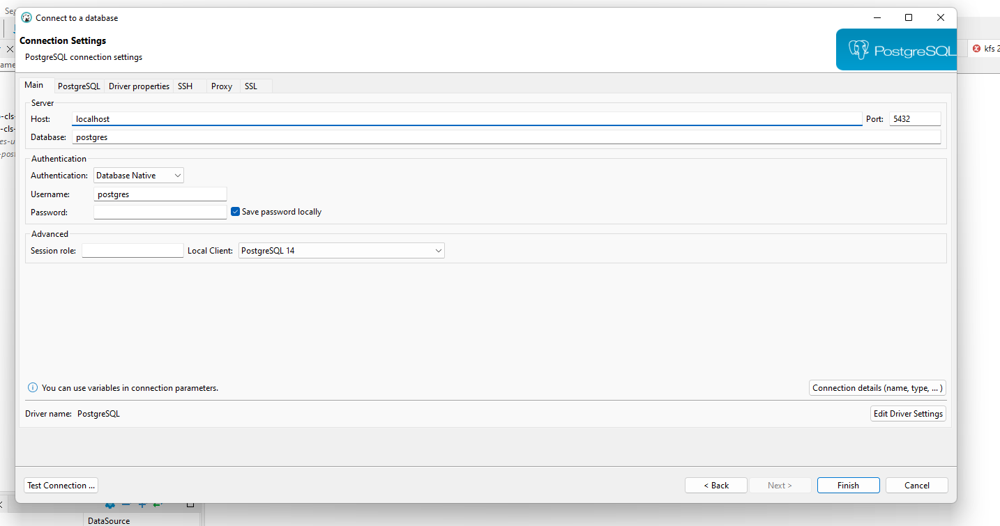 Connect to a database
Connection Settings
PostgreSQL connection settings
PostgreSQL
kfs 2
Main PostgreSQL Driver properties SSH Proxy SSL
Server
Host: localhost Port: 5432
Database: postgres
Authentication
Authentication: Database Native
Username: postgres
Password: Save password locally
Advanced
Session role: Local Client: PostgreSQL 14
You can use variables in connection parameters.
Connection details (name, type, ... )
Driver name: PostgreSQL
Edit Driver Settings
Test Connection ... < Back Next > Finish Cancel
DataSource